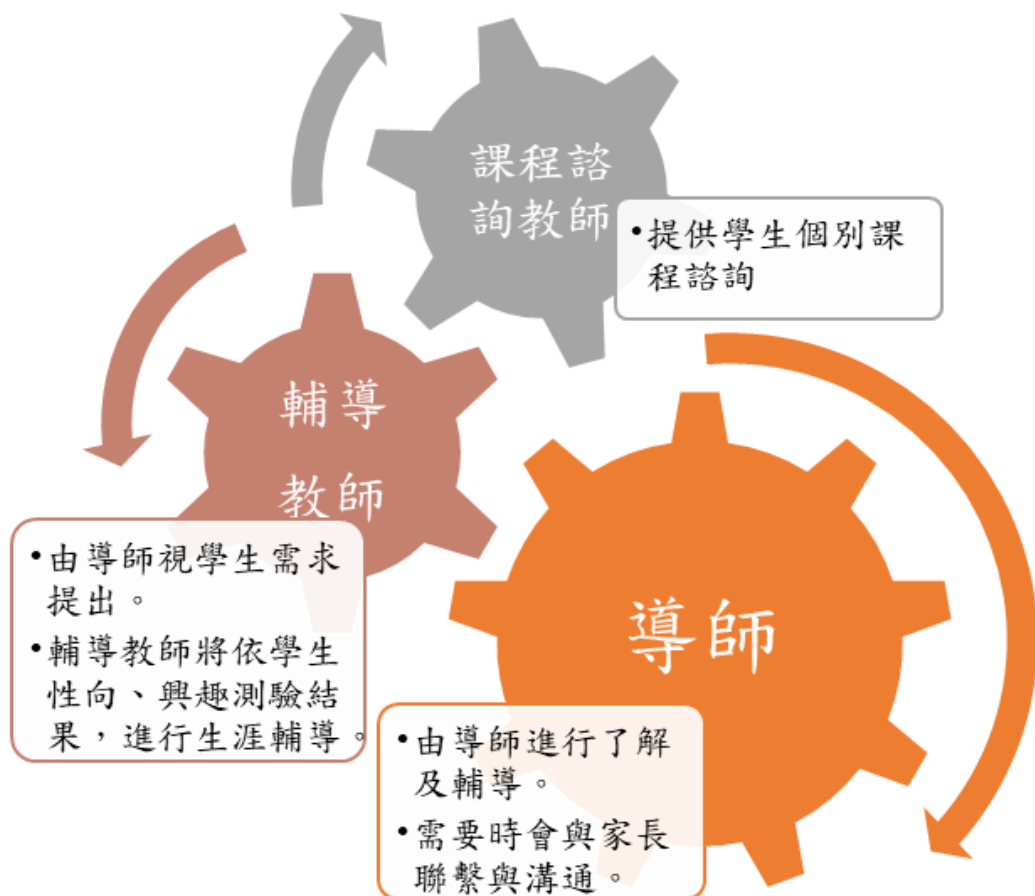 課程諮
詢教師
•提供學生個別課
程諮詢
輔導
教師
•由導師視學生需求
提出。
•輔導教師將依學生
性向、興趣測驗結
果，進行生涯輔導。
導師
•由導師進行了解
及輔導。
•需要時會與家長
聯繫與溝通。